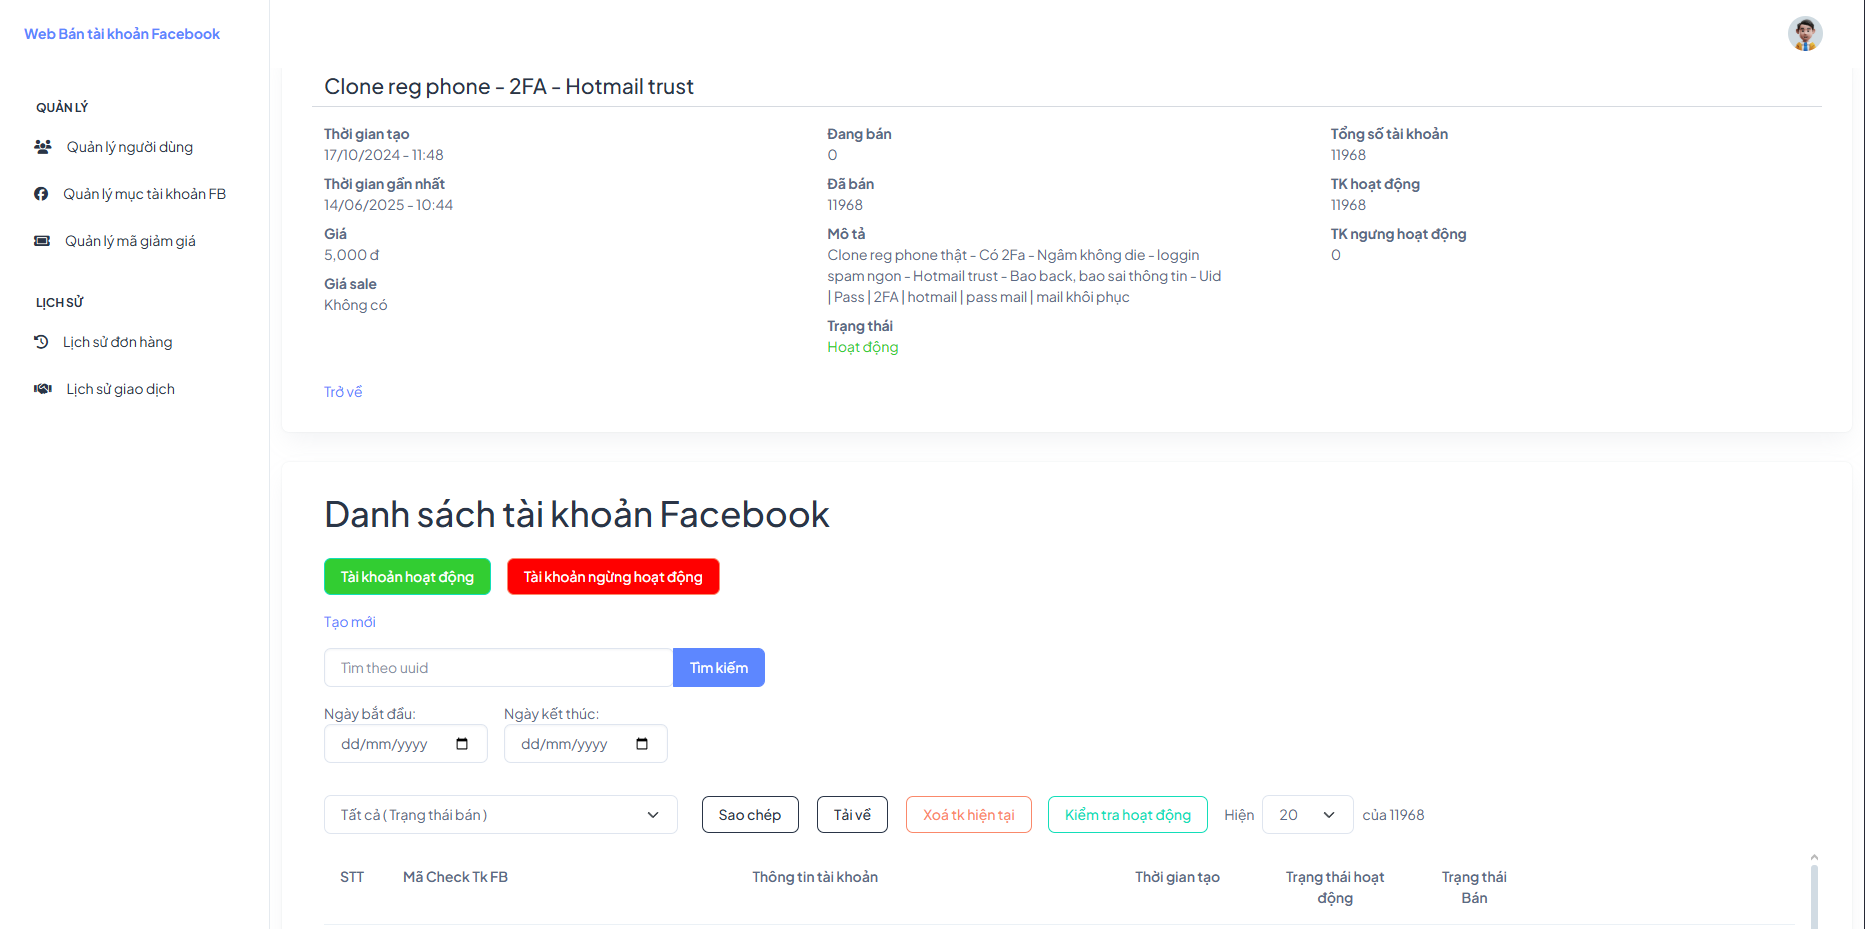 Web Bán tài khoản Facebook
QUẢN LÝ
Quản lý người dùng
Quản lý mục tài khoản FB
Quản lý mã giảm giá
LỊCH SỬ
Lịch sử đơn hàng
Lịch sử giao dịch
Clone reg phone - 2FA - Hotmail trust
Thời gian tạo
17/10/2024 - 11:48
Thời gian gần nhất
14/06/2025 - 10:44
Giá
5,000 đ
Giá sale
Không có
Đang bán
0
Đã bán
11968
Mô tả
Clone reg phone thật - Có 2Fa - Ngâm không die - loggin
spam ngon - Hotmail trust - Bao back, bao sai thông tin - Uid
| Pass | 2FA | hotmail | pass mail | mail khôi phục
Trạng thái
Hoạt động
Tổng số tài khoản
11968
TK hoạt động
11968
TK ngưng hoạt động
0
Trở về
Danh sách tài khoản Facebook
Tài khoản hoạt động Tài khoản ngừng hoạt động
Tạo mới
Tìm theo uuid Tìm kiếm
Ngày bắt đầu: Ngày kết thúc:
dd/mm/yyyy dd/mm/yyyy
Tất cả ( Trạng thái bán ) Sao chép Tải về Xoá tk hiện tại Kiểm tra hoạt động Hiện 20 của 11968
STT Mã Check Tk FB Thông tin tài khoản Thời gian tạo Trạng thái hoạt Trạng thái
động Bán